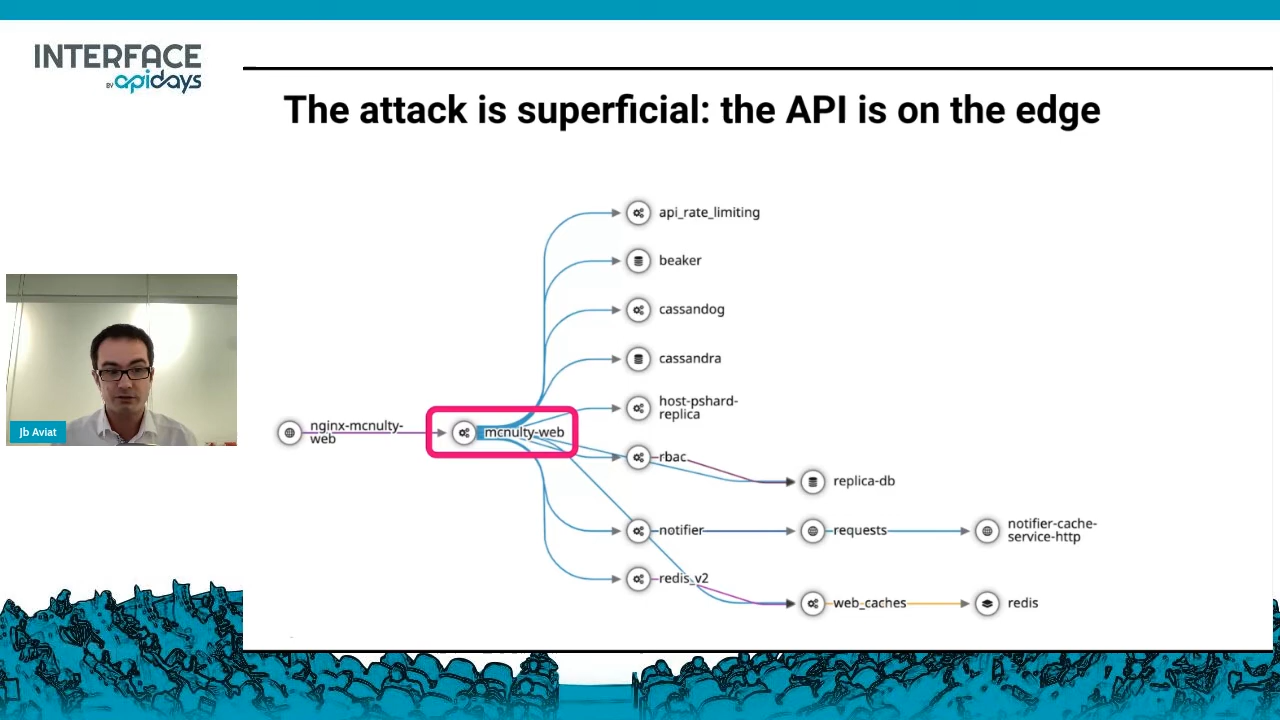 INTERFACE
BY apidays
The attack is superficial: the API is on the edge
api_rate_limiting
beaker
cassandog
cassandra
host-pshard-
replica
nginx-mcnulty-
web
mcnulty-web
rbac
replica-db
notifier
requests
notifier-cache-
service-http
redis_v2
web_caches
redis
Jb Aviat